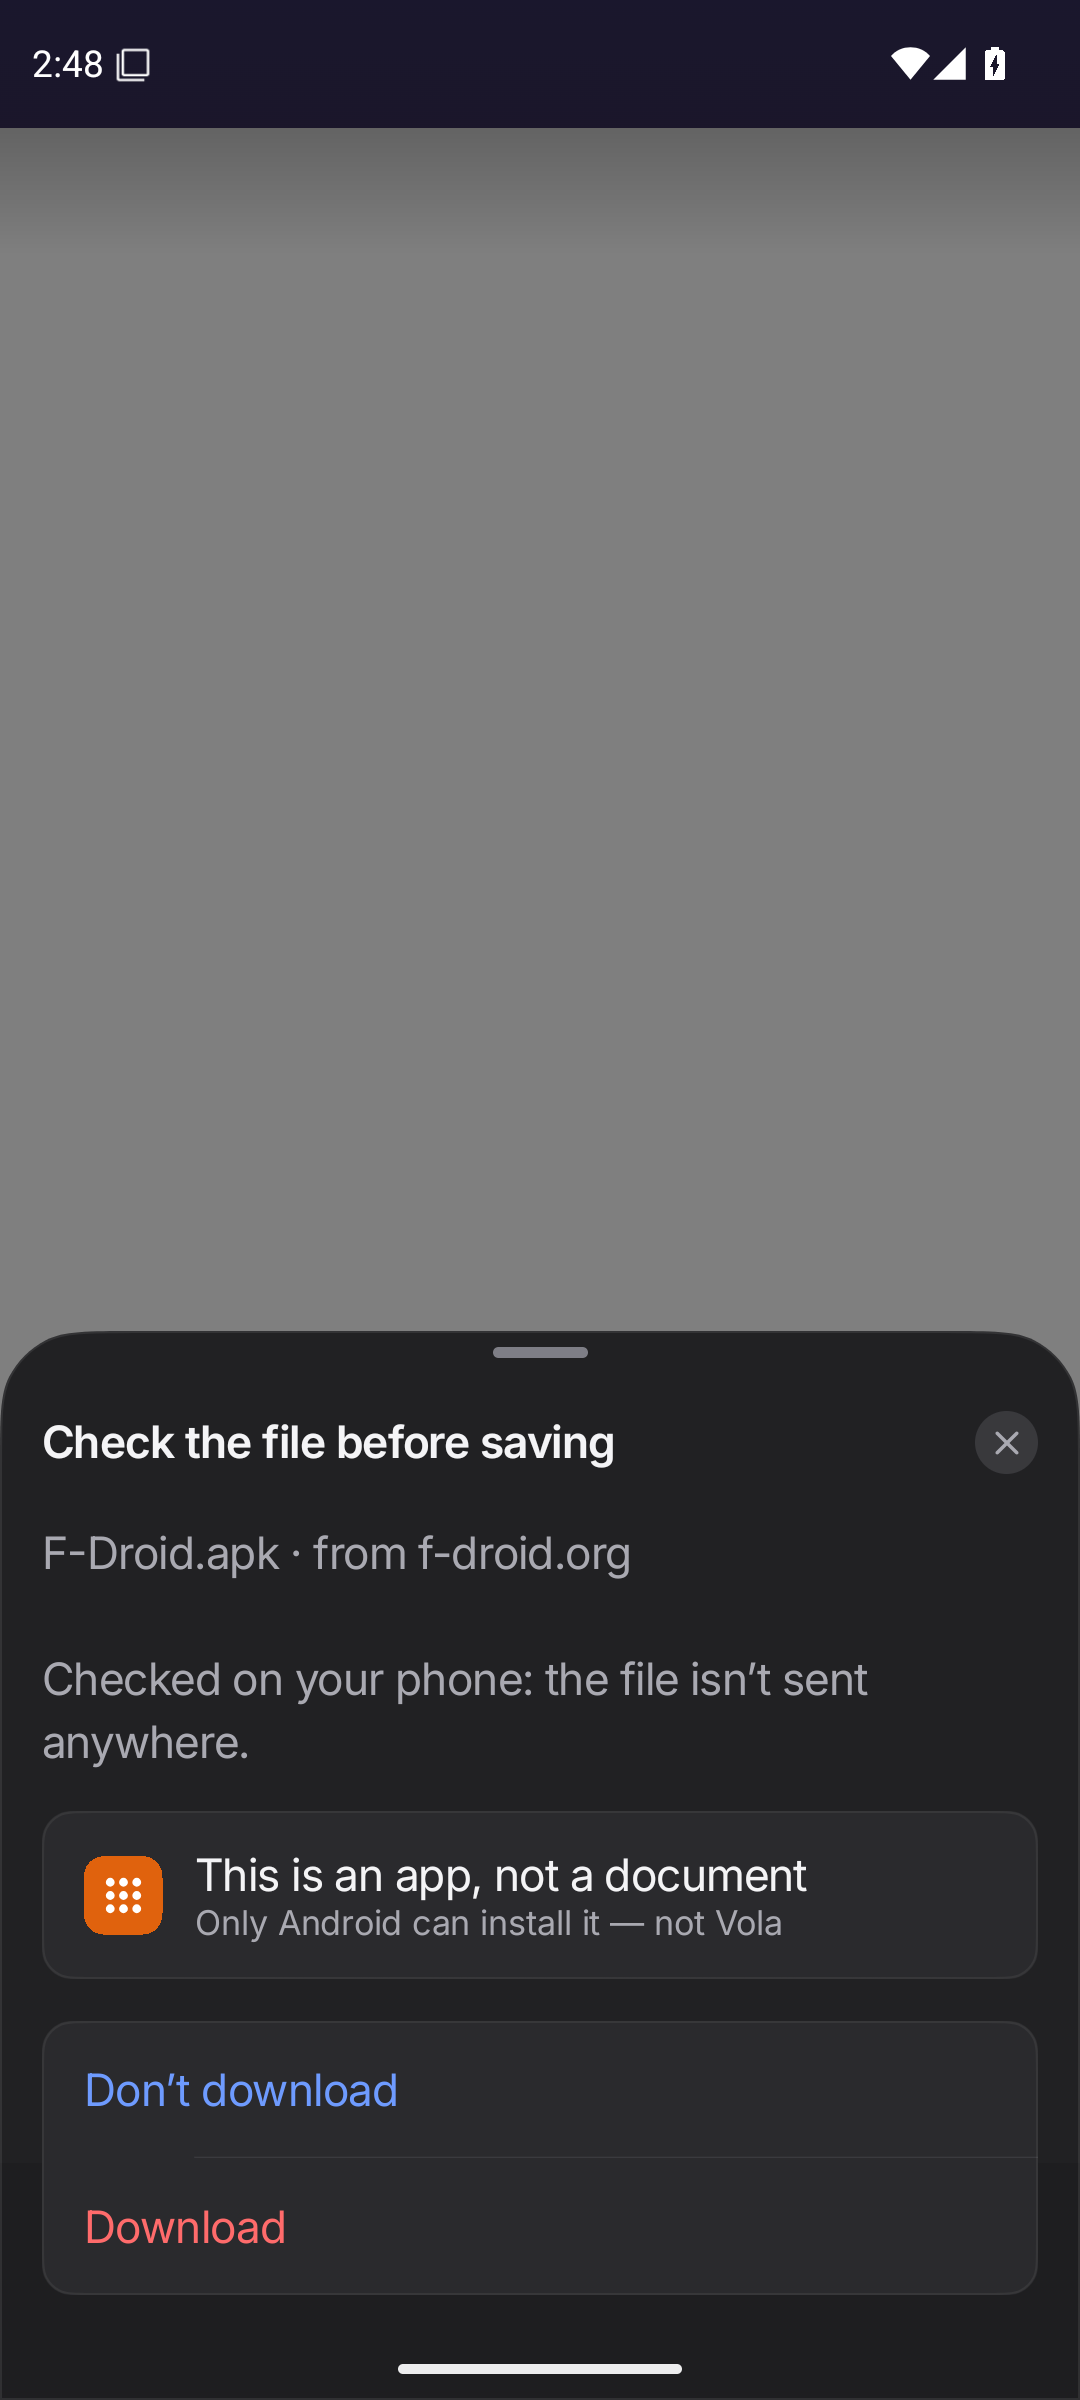 2:48
Check the file before saving
F-Droid.apk · from f-droid.org
Checked on your phone: the file isn’t sent
anywhere.
This is an app, not a document
Only Android can install it — not Vola
Don’t download
Download